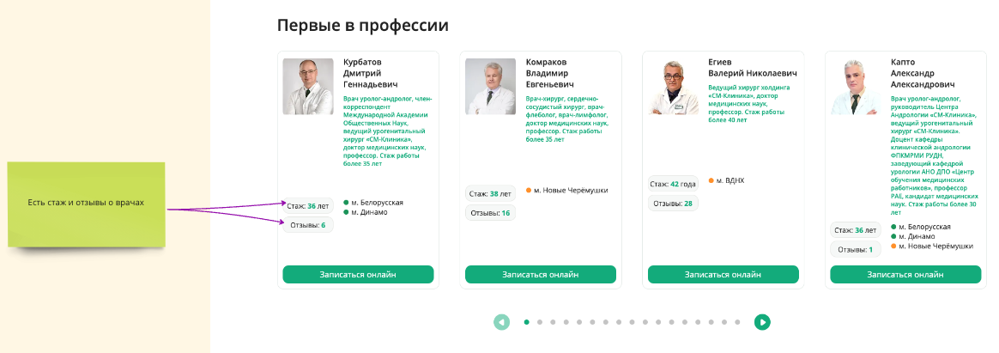 Первые в профессии
Есть стаж и отзывы о врачах
Курбатов
Дмитрий
Геннадьевич
Врач уролог-андролог, член-
корреспондент
Международной Академии
Общественных Наук,
ведущий урогенитальный
хирург «СМ-Клиника»,
доктор медицинских наук,
профессор. Стаж работы
более 35 лет
Стаж: 36 лет
Отзывы: 6
м. Белорусская
м. Динамо
Записаться онлайн
Комраков
Владимир
Евгеньевич
Врач-хирург, сердечно-
сосудистый хирург, врач-
флеболог, врач-лимфолог,
доктор медицинских наук,
профессор. Стаж работы
более 35 лет
Стаж: 38 лет
Отзывы: 16
м. Новые Черёмушки
Записаться онлайн
Егиев
Валерий Николаевич
Ведущий хирург холдинга
«СМ-Клиника», доктор
медицинских наук,
профессор. Стаж работы
более 40 лет
Стаж: 42 года
Отзывы: 28
м. ВДНХ
Записаться онлайн
Капто
Александр
Александрович
Врач уролог-андролог,
руководитель Центра
Андрологии «СМ-Клиника»,
ведущий урогенитальный
хирург «СМ-Клиника».
Доцент кафедры
клинической андрологии
ФПКМРМИ РУДН,
заведующий кафедрой
урологии АНО ДПО «Центр
обучения медицинских
работников», профессор
РАЕ, кандидат медицинских
наук. Стаж работы более 30
лет
Стаж: 36 лет
Отзывы: 1
м. Белорусская
м. Динамо
м. Новые Черёмушки
Записаться онлайн